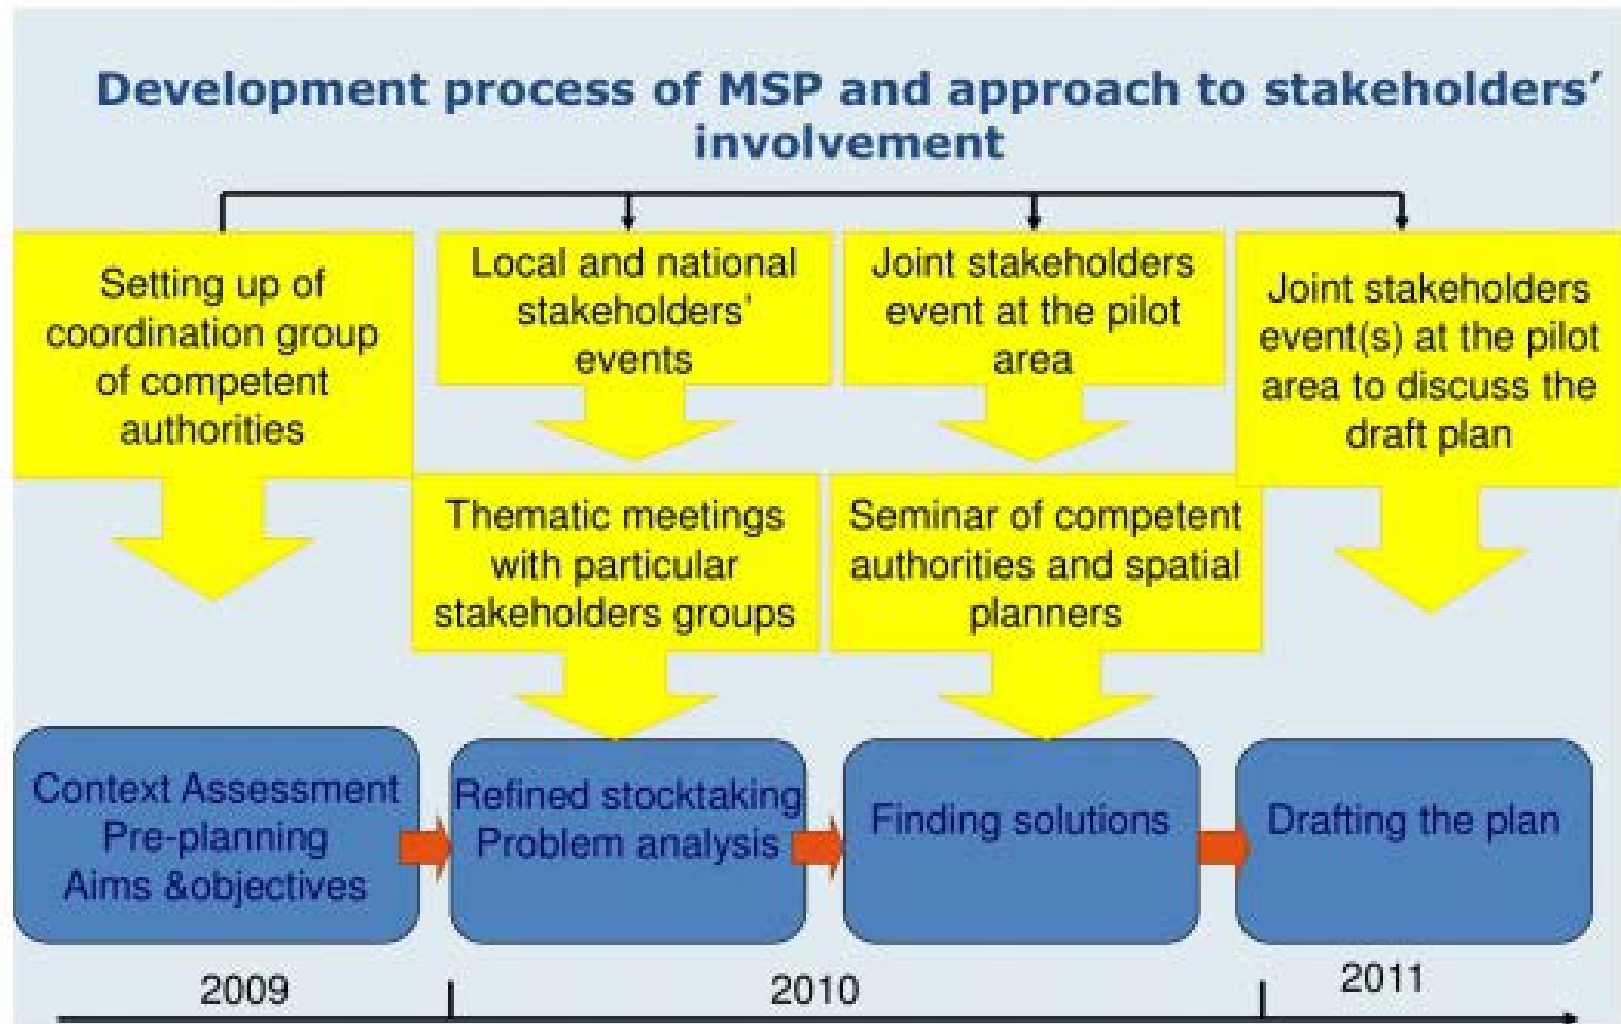 Development process of MSP and approach to stakeholders’
involvement
Setting up of
coordination group
of competent
authorities
Local and national
stakeholders’
events
Joint stakeholders
event at the pilot
area
Joint stakeholders
event(s) at the pilot
area to discuss the
draft plan
Thematic meetings
with particular
stakeholders groups
Seminar of competent
authorities and spatial
planners
Context Assessment
Pre-planning
Aims &objectives
Refined stocktaking
Problem analysis
Finding solutions
Drafting the plan
2009
2010
2011